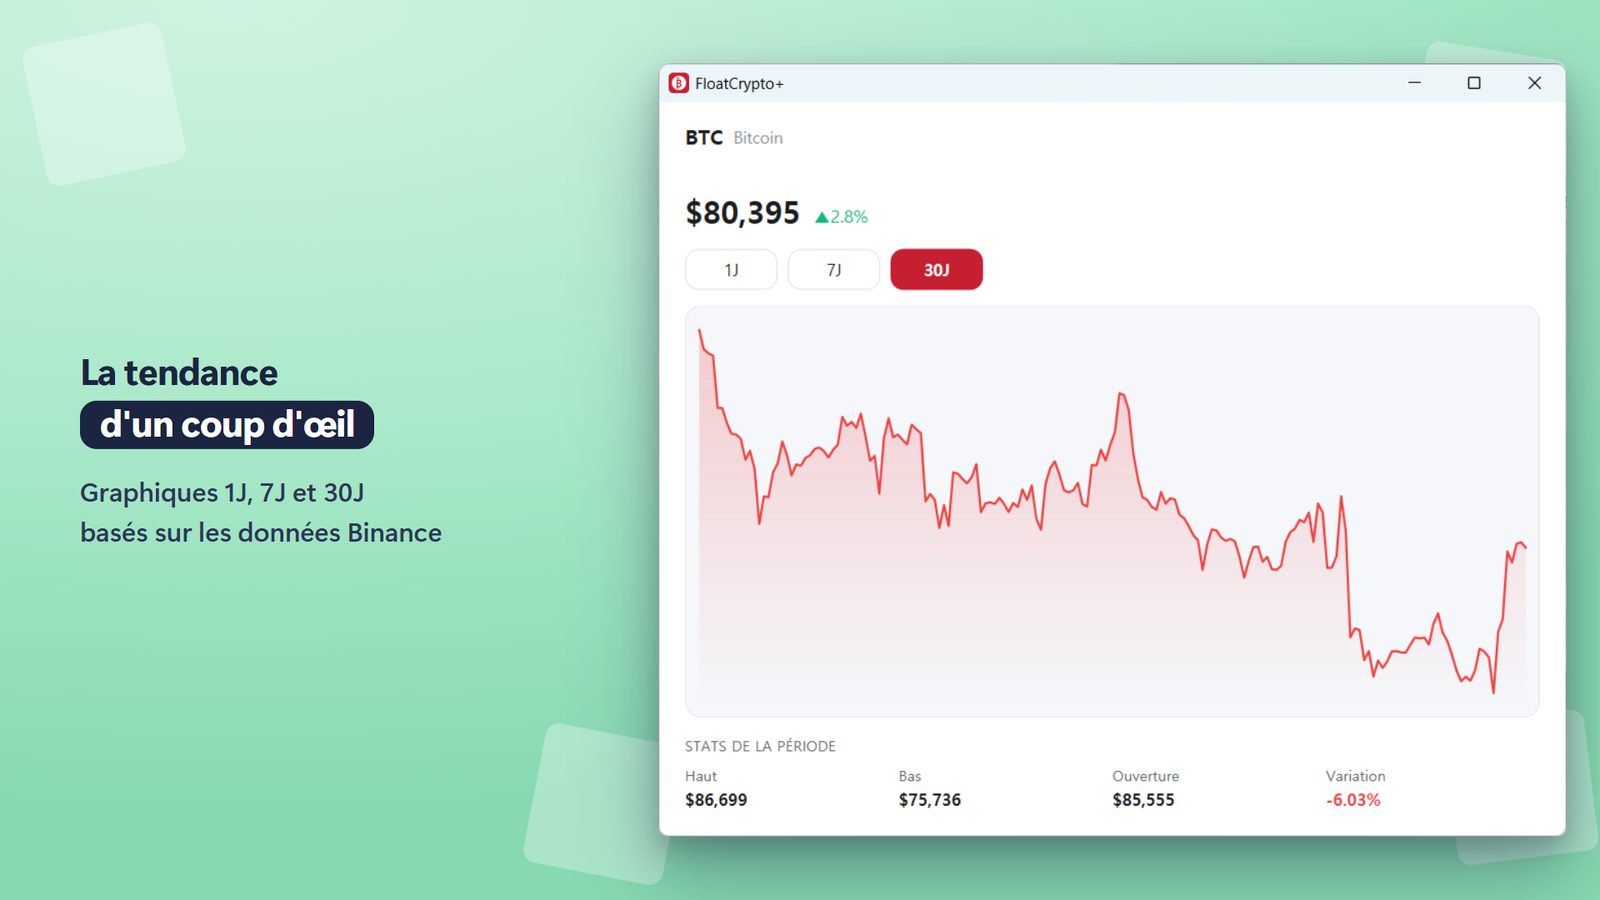 La tendance
d'un coup d'œil
Graphiques 1J, 7J et 30J
basés sur les données Binance
FloatCrypto+
BTC Bitcoin
$80,395 ▲2.8%
1J 7J 30J
STATS DE LA PÉRIODE
Haut Bas Ouverture Variation
$86,699 $75,736 $85,555 -6.03%